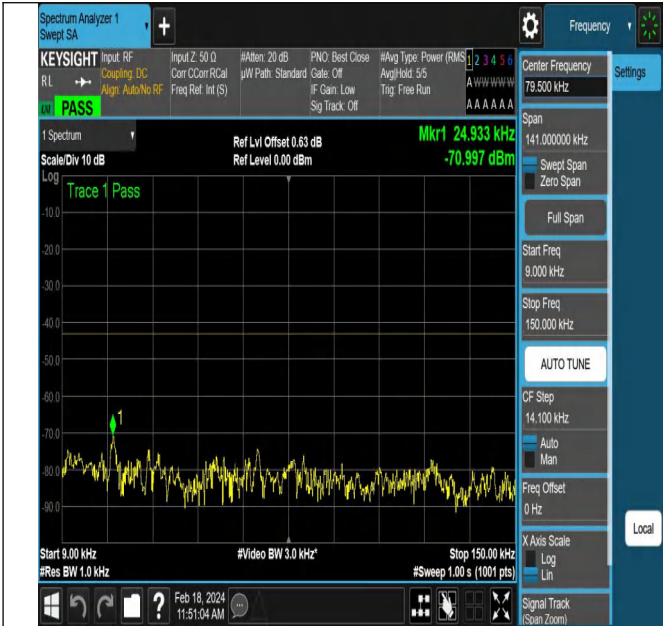 Spectrum Analyzer 1
Swept SA
+
Frequency
KEYSIGHT
RL
PASS
Input: RF
Coupling: DC
Align: Auto/No RF
Input Z: 50 Ω
Corr CCorr RCal
Freq Ref: Int (S)
#Atten: 20 dB
µW Path: Standard
PNO: Best Close
Gate: Off
IF Gain: Low
Sig Track: Off
#Avg Type: Power (RMS
Avg|Hold: 5/5
Trig: Free Run
1 2 3 4 5 6
A W W W W W
A A A A A A
1 Spectrum
Scale/Div 10 dB
Ref Lvl Offset 0.63 dB
Ref Level 0.00 dBm
Mkr1 24.933 kHz
-70.997 dBm
Log
Trace 1 Pass
-10.0
-20.0
-30.0
-40.0
-50.0
-60.0
-70.0
-80.0
-90.0
1
Start 9.00 kHz
#Res BW 1.0 kHz
#Video BW 3.0 kHz*
Stop 150.00 kHz
#Sweep 1.00 s (1001 pts)
?
Feb 18, 2024
11:51:04 AM
Center Frequency
79.500 kHz
Settings
Span
141.000000 kHz
Swept Span
Zero Span
Full Span
Start Freq
9.000 kHz
Stop Freq
150.000 kHz
AUTO TUNE
CF Step
14.100 kHz
Auto
Man
Freq Offset
0 Hz
X Axis Scale
Log
Lin
Local
Signal Track
(Span Zoom)